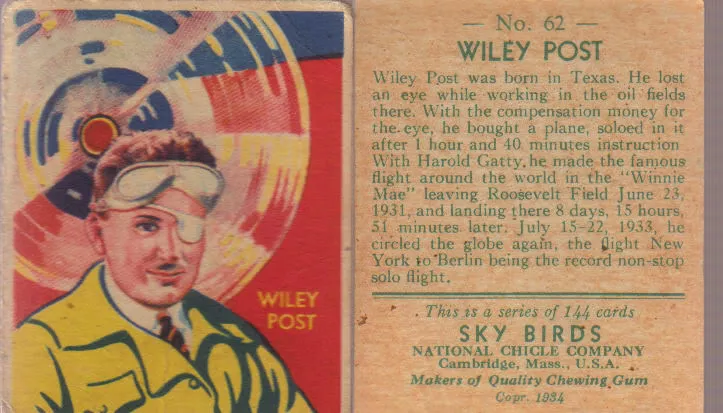 WILEY
POST
— No. 62 —
WILEY POST
Wiley Post was born in Texas. He lost
an eye while working in the oil fields
there. With the compensation money for
the eye, he bought a plane, soloed in it
after 1 hour and 40 minutes instruction
With Harold Gatty, he made the famous
flight around the world in the "Winnie
Mae" leaving Roosevelt Field June 23,
1931, and landing there 8 days, 15 hours,
51 minutes later. July 15-22, 1933, he
circled the globe again, the flight New
York to Berlin being the record non-stop
solo flight.
This is a series of 144 cards
SKY BIRDS
NATIONAL CHICLE COMPANY
Cambridge, Mass., U.S.A.
Makers of Quality Chewing Gum
Copr. 1934